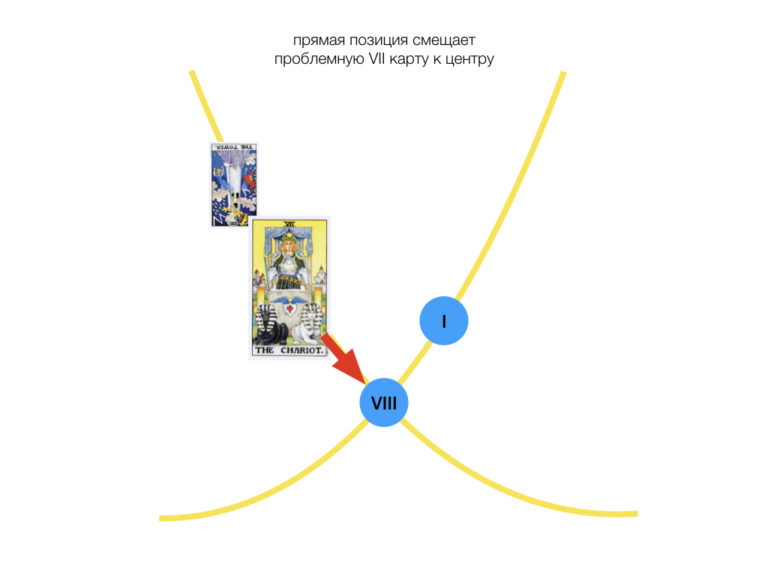 прямая позиция смещает
проблемную VII карту к центру
THE TOWER.
VII
THE CHARIOT.
I
VIII